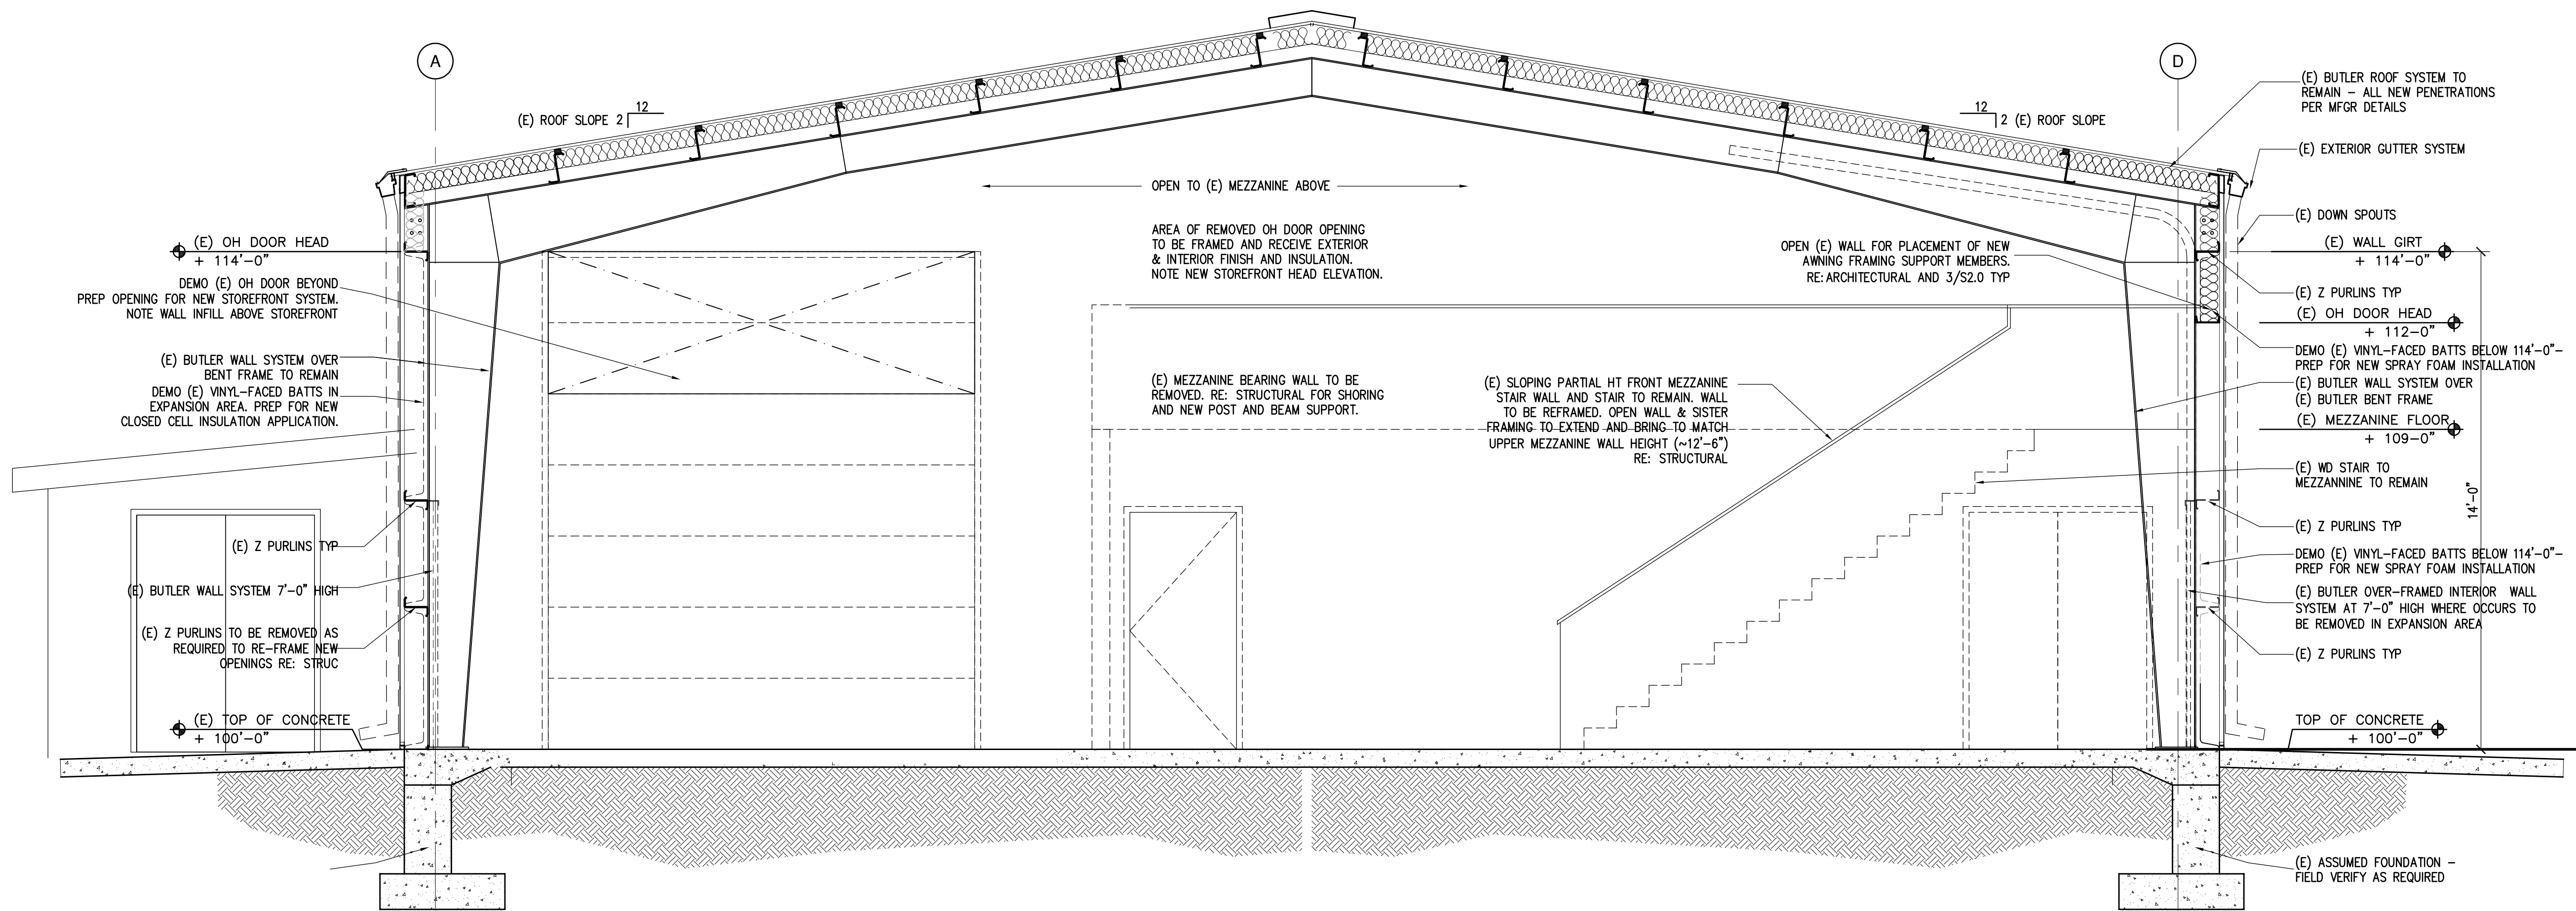 A
D
12
(E) ROOF SLOPE 2
12
2 (E) ROOF SLOPE
(E) OH DOOR HEAD
+ 114'-0"
DEMO (E) OH DOOR BEYOND
PREP OPENING FOR NEW STOREFRONT SYSTEM.
NOTE WALL INFILL ABOVE STOREFRONT
(E) BUTLER WALL SYSTEM OVER
BENT FRAME TO REMAIN
DEMO (E) VINYL-FACED BATTS IN
EXPANSION AREA. PREP FOR NEW
CLOSED CELL INSULATION APPLICATION.
(E) Z PURLINS TYP
(E) BUTLER WALL SYSTEM 7'-0" HIGH
(E) Z PURLINS TO BE REMOVED AS
REQUIRED TO RE-FRAME NEW
OPENINGS RE: STRUC
(E) TOP OF CONCRETE
+ 100'-0"
OPEN TO (E) MEZZANINE ABOVE
AREA OF REMOVED OH DOOR OPENING
TO BE FRAMED AND RECEIVE EXTERIOR
& INTERIOR FINISH AND INSULATION.
NOTE NEW STOREFRONT HEAD ELEVATION.
(E) MEZZANINE BEARING WALL TO BE
REMOVED. RE: STRUCTURAL FOR SHORING
AND NEW POST AND BEAM SUPPORT.
OPEN (E) WALL FOR PLACEMENT OF NEW
AWNING FRAMING SUPPORT MEMBERS.
RE:ARCHITECTURAL AND 3/S2.0 TYP
(E) SLOPING PARTIAL HT FRONT MEZZANINE
STAIR WALL AND STAIR TO REMAIN. WALL
TO BE REFRAMED. OPEN WALL & SISTER
FRAMING TO EXTEND AND BRING TO MATCH
UPPER MEZZANINE WALL HEIGHT (~12'-6")
RE: STRUCTURAL
(E) BUTLER ROOF SYSTEM TO
REMAIN - ALL NEW PENETRATIONS
PER MFGR DETAILS
(E) EXTERIOR GUTTER SYSTEM
(E) DOWN SPOUTS
(E) WALL GIRT
+ 114'-0"
(E) Z PURLINS TYP
(E) OH DOOR HEAD
+ 112-0"
DEMO (E) VINYL-FACED BATTS BELOW 114'-0"-
PREP FOR NEW SPRAY FOAM INSTALLATION
(E) BUTLER WALL SYSTEM OVER
(E) BUTLER BENT FRAME
(E) MEZZANINE FLOOR
+ 109-0"
(E) WD STAIR TO
MEZZANNINE TO REMAIN
14'-0"
(E) Z PURLINS TYP
DEMO (E) VINYL-FACED BATTS BELOW 114'-0"-
PREP FOR NEW SPRAY FOAM INSTALLATION
(E) BUTLER OVER-FRAMED INTERIOR WALL
SYSTEM AT 7'-0" HIGH WHERE OCCURS TO
BE REMOVED IN EXPANSION AREA
(E) Z PURLINS TYP
TOP OF CONCRETE
+ 100'-0"
(E) ASSUMED FOUNDATION -
FIELD VERIFY AS REQUIRED